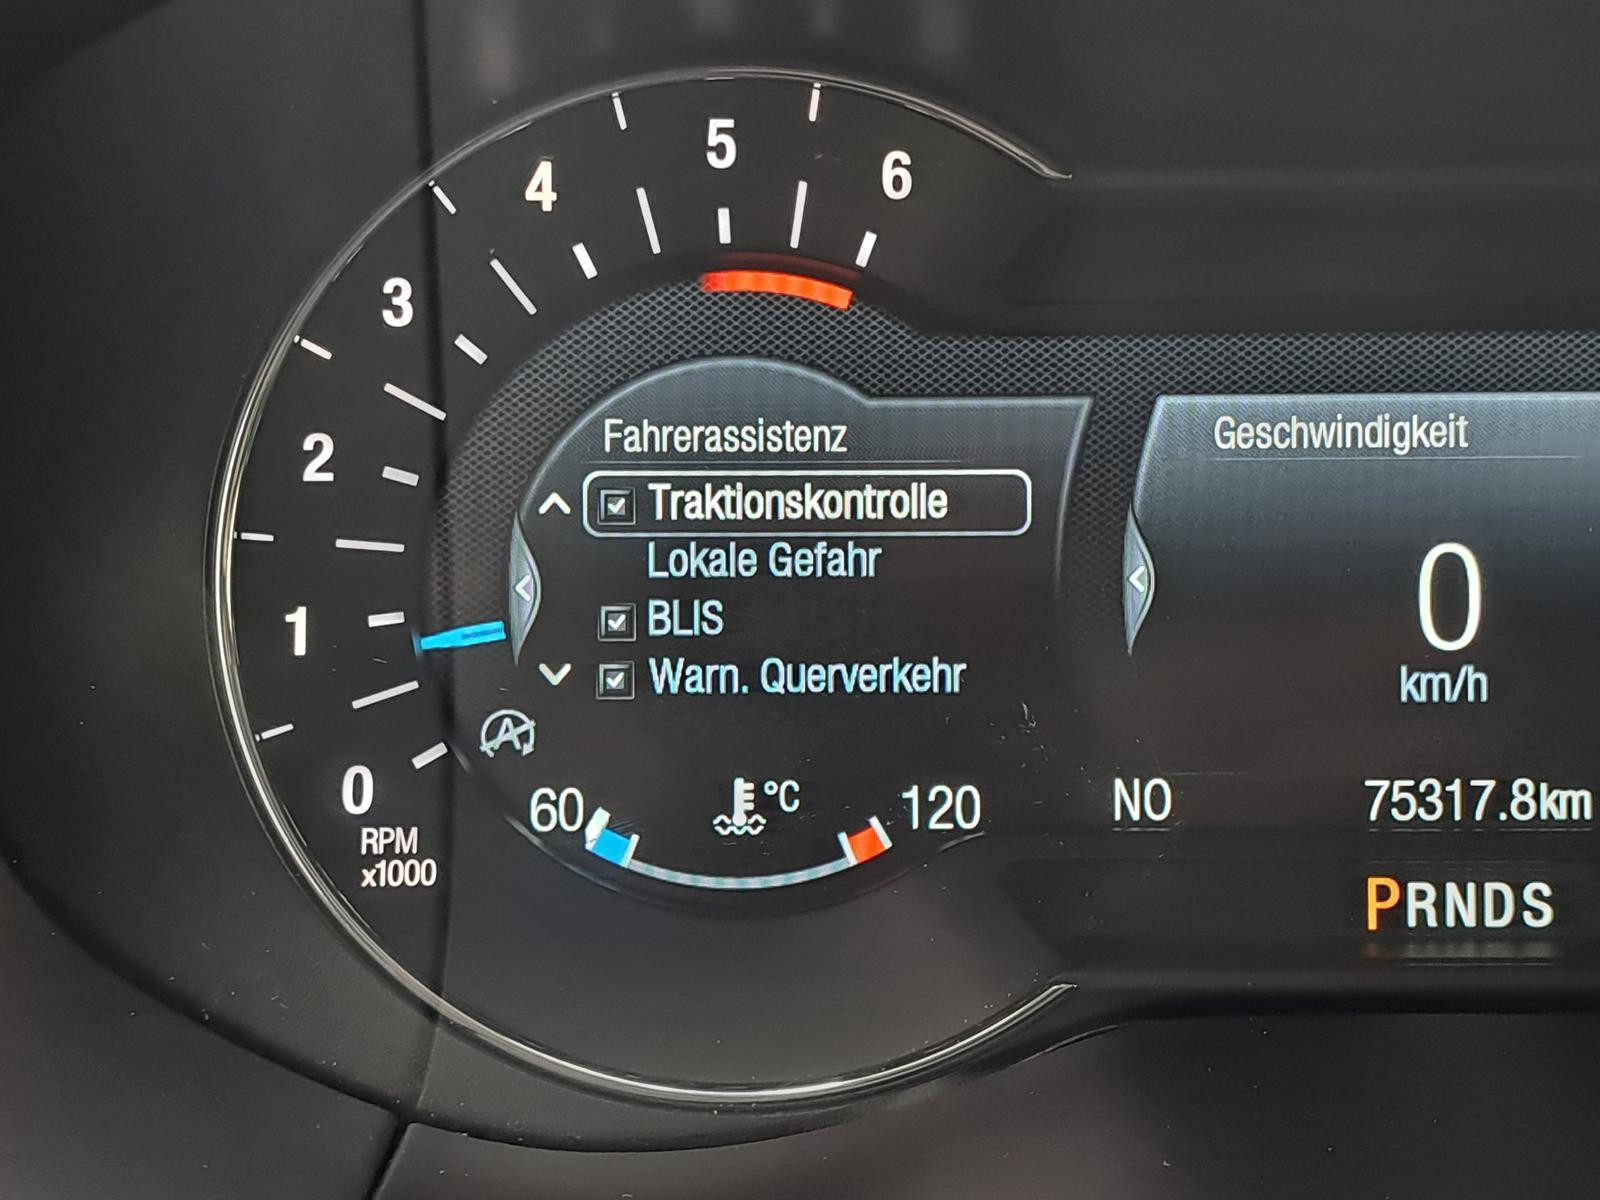 5
6
4
3
2
1
0
RPM
x1000
Fahrerassistenz
Traktionskontrolle
Lokale Gefahr
BLIS
Warn. Querverkehr
A
60
°C
120
Geschwindigkeit
0
km/h
NO
75317.8km
PRNDS